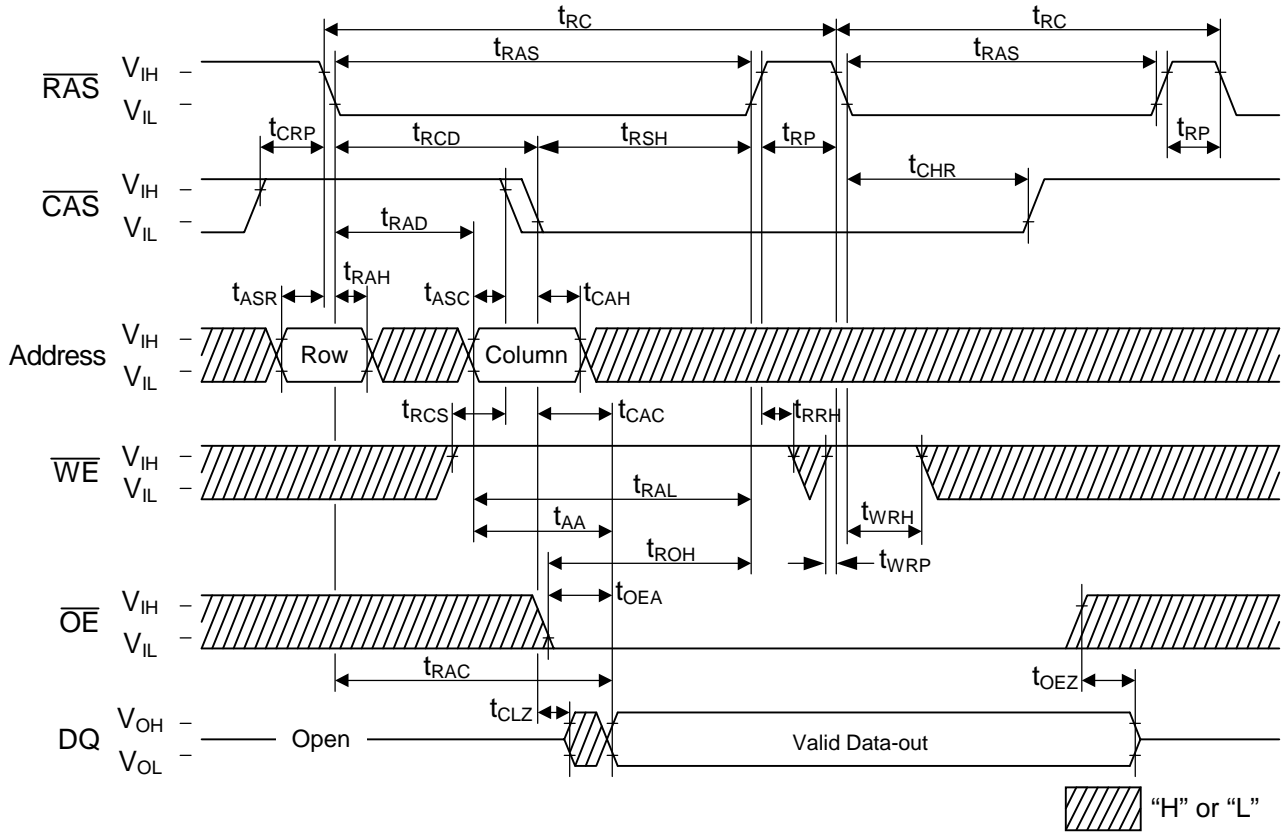 tRC tRC
tRAS tRAS
RAS VIH
VIL
tCRP tRCD tRSH tRP tRP
tCHR
CAS VIH
VIL
tRAD
tRAH
tASR tASC tCAH
Address VIH
VIL
Row Column
tRCS tCAC tRRH
WE VIH
VIL
tRAL
tAA tWRH
tROH tWRP
tOEA
OE VIH
VIL
tRAC tOEZ
tCLZ
DQ VOH
VOL
Open Valid Data-out
“H” or “L”